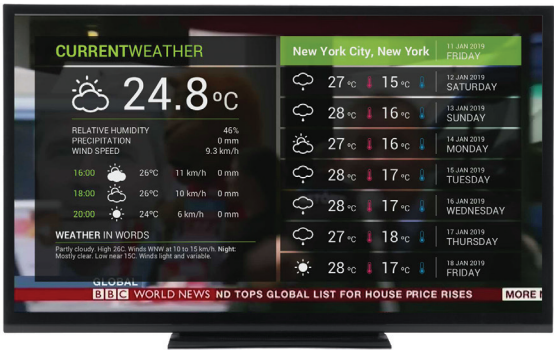 CURRENTWEATHER
24.8°C
RELATIVE HUMIDITY 46%
PRECIPITATION 0 mm
WIND SPEED 9.3 km/h
16:00 26°C 11 km/h 0 mm
18:00 26°C 10 km/h 0 mm
20:00 24°C 6 km/h 0 mm
WEATHER IN WORDS
Partly cloudy. High 26C. Winds WNW at 10 to 15 km/h. Night:
Mostly clear. Low near 15C. Winds light and variable.
New York City, New York 11 JAN 2019
FRIDAY
27 °C 15 °C 12 JAN 2019
SATURDAY
28 °C 16 °C 13 JAN 2019
SUNDAY
27 °C 16 °C 14 JAN 2019
MONDAY
28 °C 17 °C 15 JAN 2019
TUESDAY
28 °C 17 °C 16 JAN 2019
WEDNESDAY
27 °C 18 °C 17 JAN 2019
THURSDAY
28 °C 17 °C 18 JAN 2019
FRIDAY
GLOBAL
BBC WORLD NEWS ND TOPS GLOBAL LIST FOR HOUSE PRICE RISES MORE